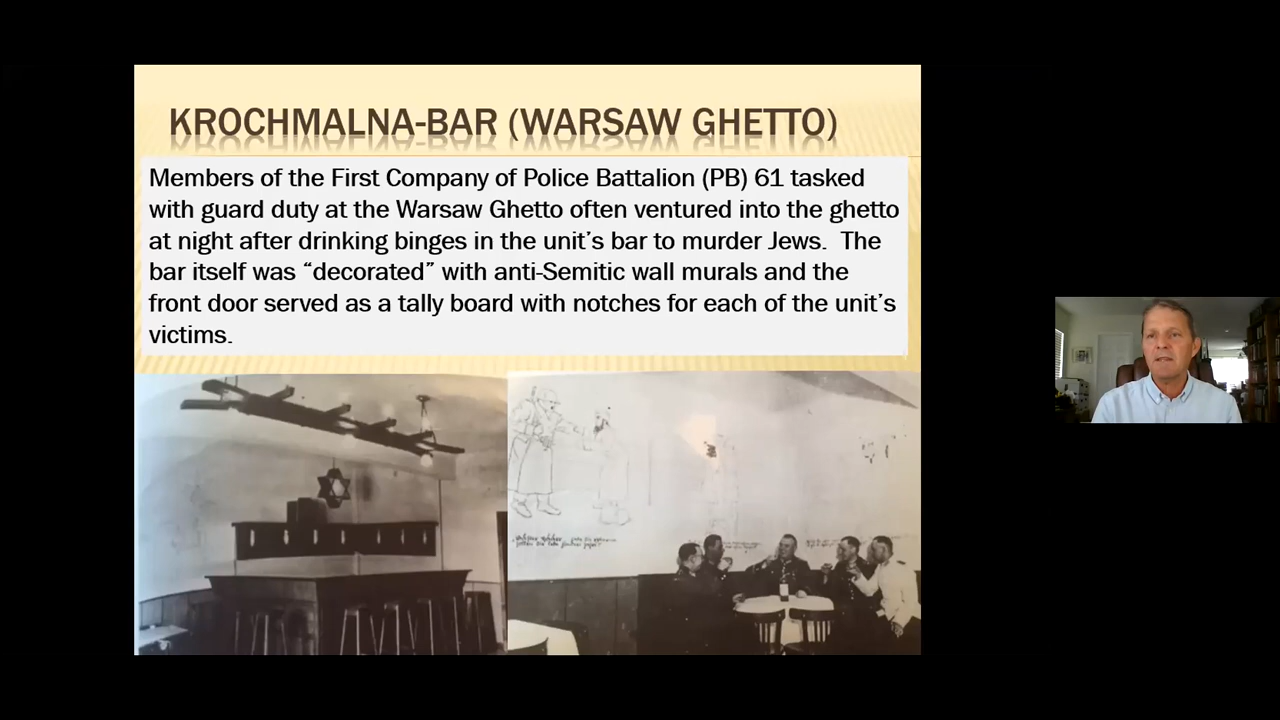 KROCHMALNA-BAR (WARSAW GHETTO)
Members of the First Company of Police Battalion (PB) 61 tasked
with guard duty at the Warsaw Ghetto often ventured into the ghetto
at night after drinking binges in the unit’s bar to murder Jews.  The
bar itself was “decorated” with anti-Semitic wall murals and the
front door served as a tally board with notches for each of the unit’s
victims.